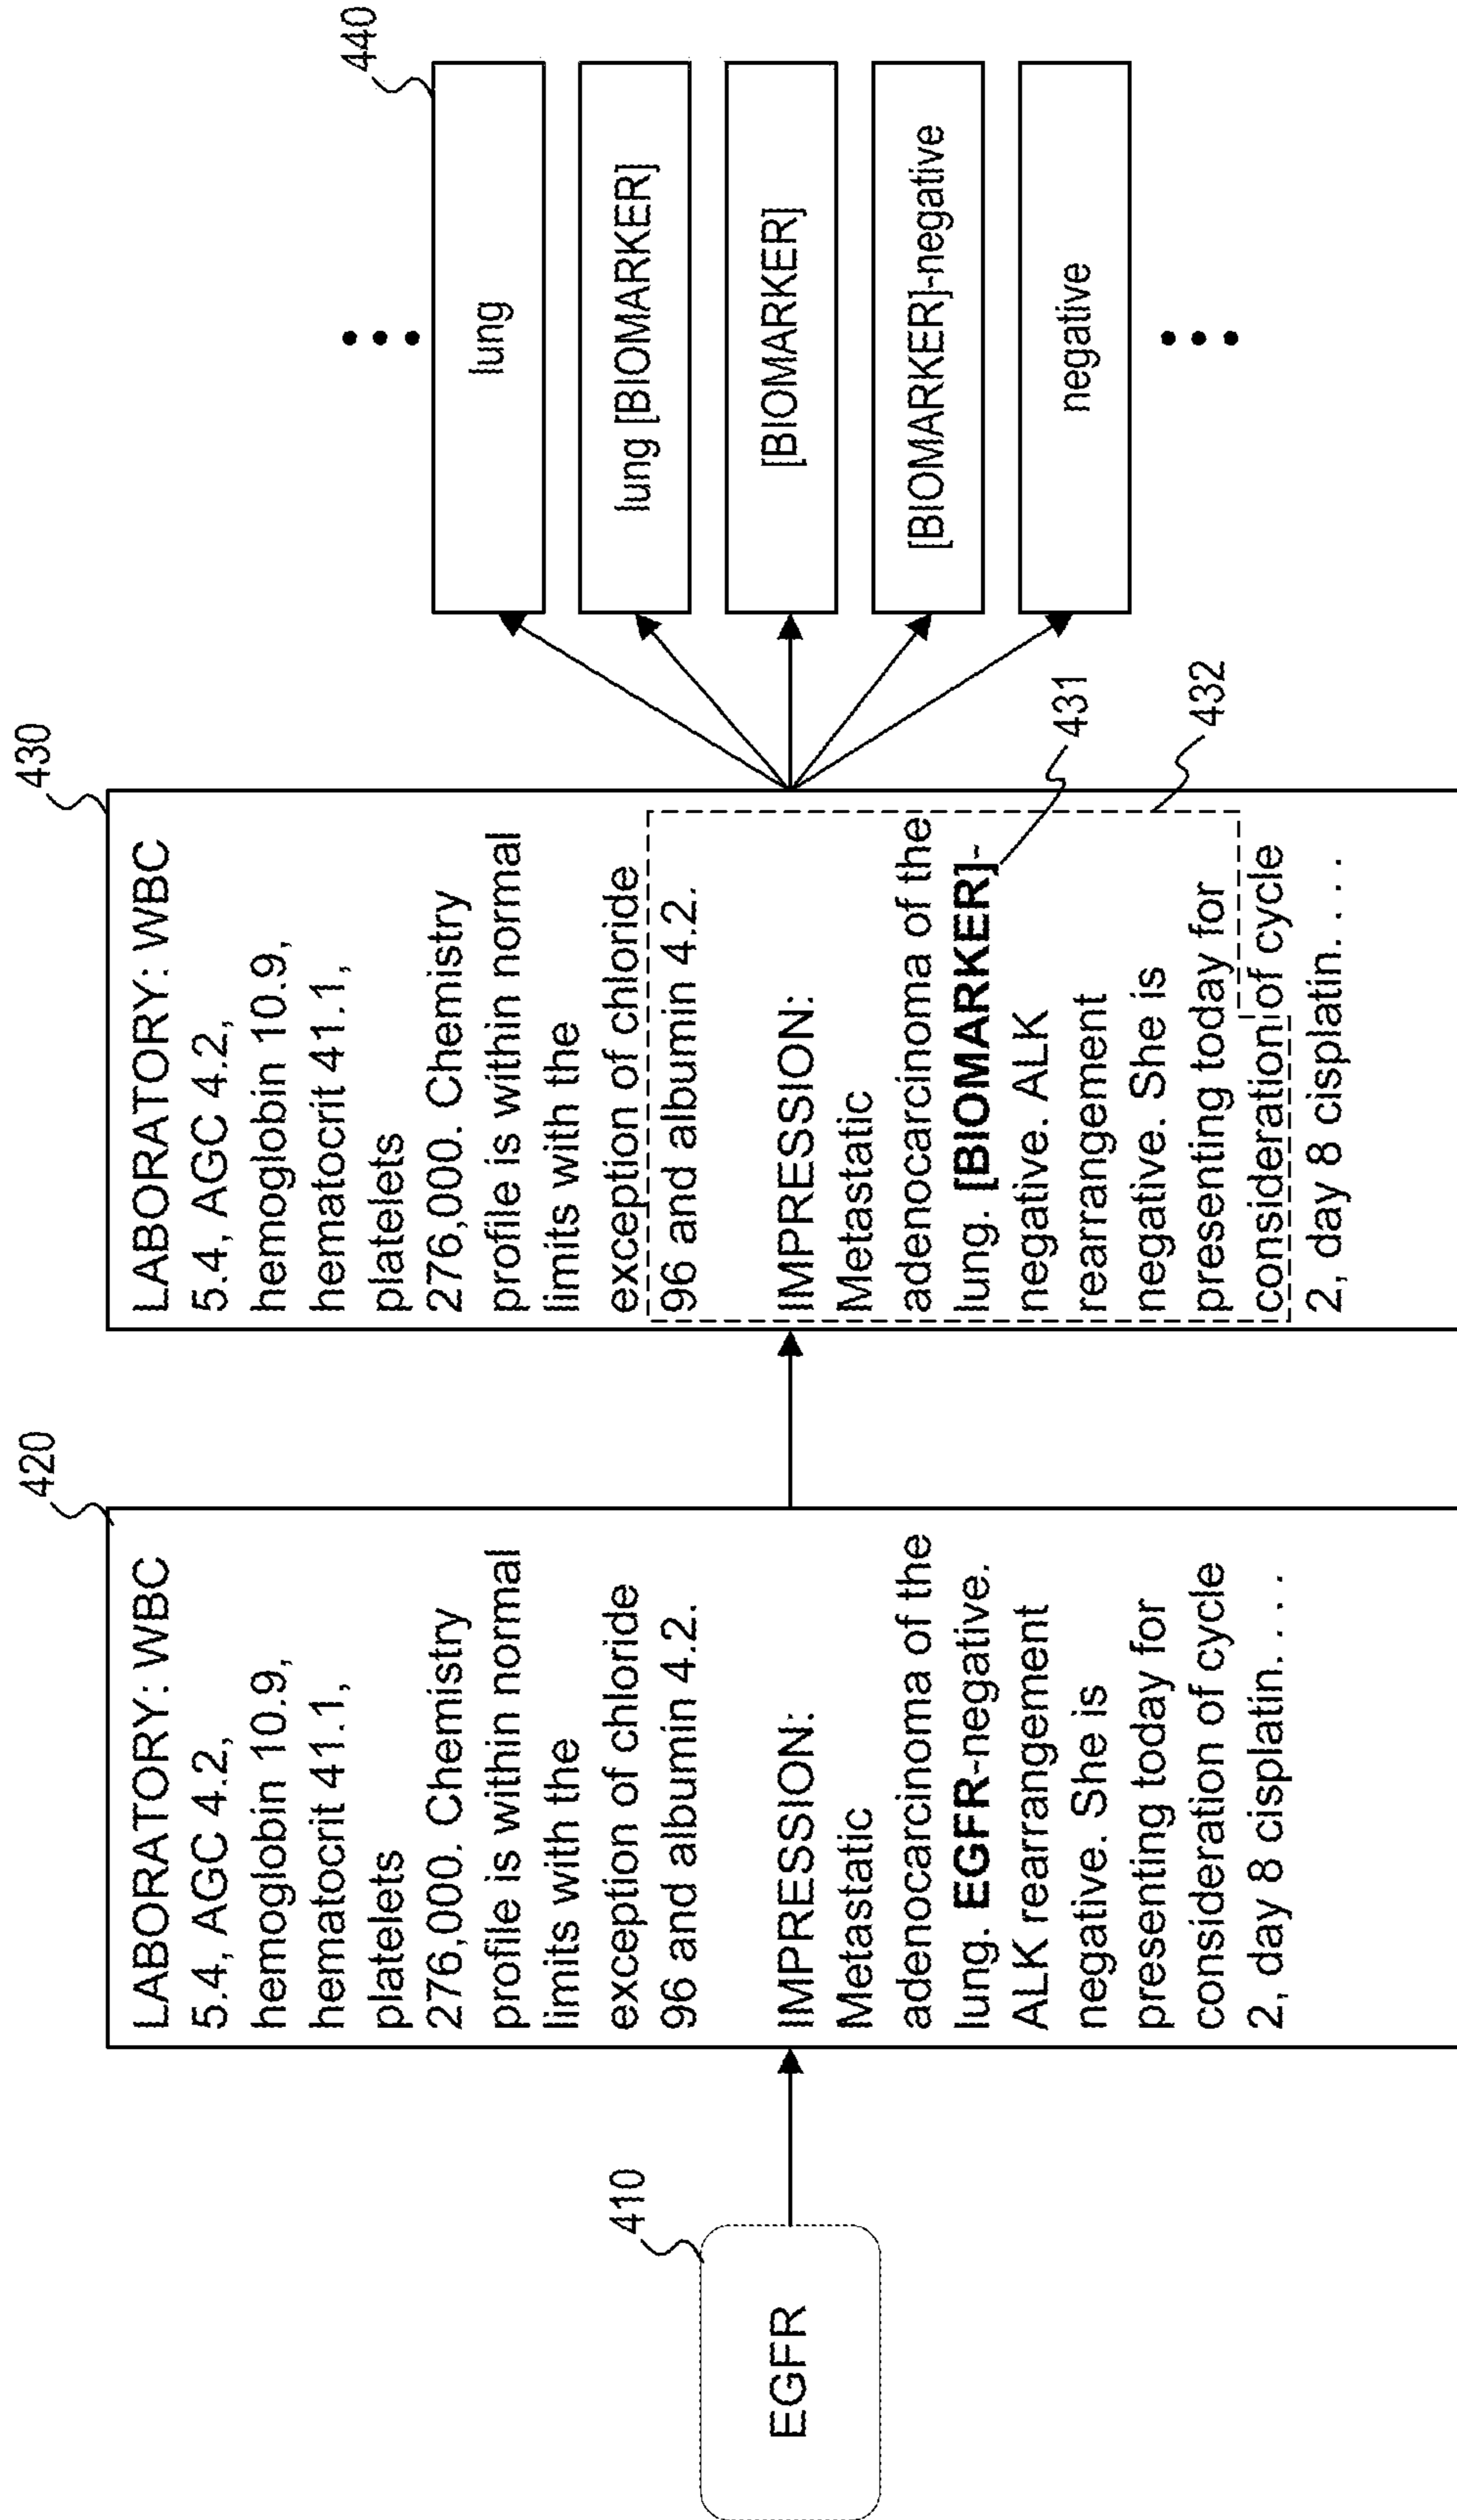 410
EGFR
420
LABORATORY: WBC
5.4, AGC 4.2,
hemoglobin 10.9,
hematocrit 41.1,
platelets
276,000. Chemistry
profile is within normal
limits with the
exception of chloride
96 and albumin 4.2.
IMPRESSION:
Metastatic
adenocarcinoma of the
lung. EGFR-negative.
ALK rearrangement
negative. She is
presenting today for
consideration of cycle
2, day 8 cisplatin. . . .
430
LABORATORY: WBC
5.4, AGC 4.2,
hemoglobin 10.9,
hematocrit 41.1,
platelets
276,000. Chemistry
profile is within normal
limits with the
exception of chloride
96 and albumin 4.2.
IMPRESSION:
Metastatic
adenocarcinoma of the
lung. [BIOMARKER]-
negative. ALK
rearrangement
negative. She is
presenting today for
consideration of cycle
2, day 8 cisplatin. . . .
431
432
440
lung
lung [BIOMARKER]
[BIOMARKER]
[BIOMARKER]-negative
negative